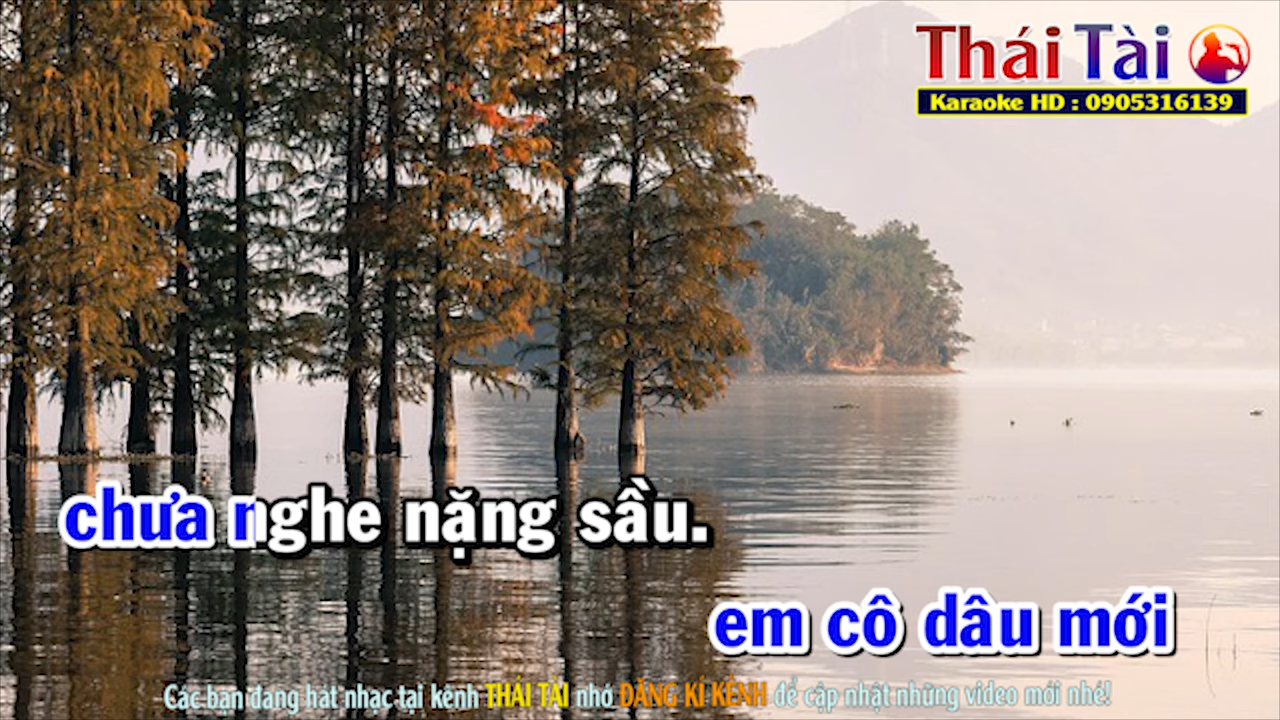 Thái Tài
Karaoke HD : 0905316139
chưa nghe nặng sầu.
em cô dâu mới
Các bạn đang hát nhạc tại kênh THÁI TÀI nhớ ĐĂNG KÍ KÊNH để cập nhật những video mới nhé!